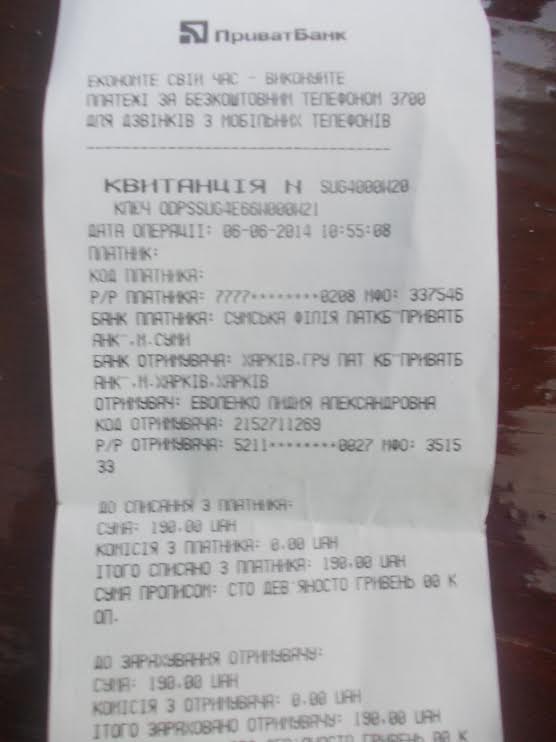 ПриватБанк
ЕКОНОМТЕ СВІЙ ЧАС - ВИКОНУЙТЕ
ПЛАТЕЖІ ЗА БЕЗКОШТОВНИМ ТЕЛЕФОНОМ 3700
ДЛЯ ДЗВІНКІВ З МОБІЛЬНИХ ТЕЛЕФОНІВ
КВИТАНЦІЯ N SUG4000W20
КЛЮЧ ODPSSUG4E66W000W21
ДАТА ОПЕРАЦІЇ: 06-06-2014 10:55:08
ПЛАТНИК:
КОД ПЛАТНИКА:
Р/Р ПЛАТНИКА: 7777********0208 МФО: 337546
БАНК ПЛАТНИКА: СУМСЬКА ФІЛІЯ ПАТКБ "ПРИВАТБ
АНК",М.СУМИ
БАНК ОТРИМУВАЧА: ХАРКІВ.ГРУ ПАТ КБ"ПРИВАТБ
АНК",М.ХАРКІВ.ХАРКІВ
ОТРИМУВАЧ: ЕВОПЕНКО ЛИДИЯ АЛЕКСАНДРОВНА
КОД ОТРИМУВАЧА: 2152711269
Р/Р ОТРИМУВАЧА: 5211********0027 МФО: 3515
33
ДО СПИСАННЯ З ПЛАТНИКА:
СУМА: 190.00 UAH
КОМІСІЯ З ПЛАТНИКА: 0.00 UAH
ІТОГО СПИСАНО З ПЛАТНИКА: 190.00 UAH
СУМА ПРОПИСОМ: СТО ДЕВ'ЯНОСТО ГРИВЕНЬ 00 К
ОП.
ДО ЗАРАХУВАННЯ ОТРИМУВАЧУ:
СУМА: 190.00 UAH
КОМІСІЯ З ОТРИМУВАЧА: 0.00 UAH
ІТОГО ЗАРАХОВАНО ОТРИМУВАЧУ: 190.00 UAH
ГРИВЕНЬ 00 К